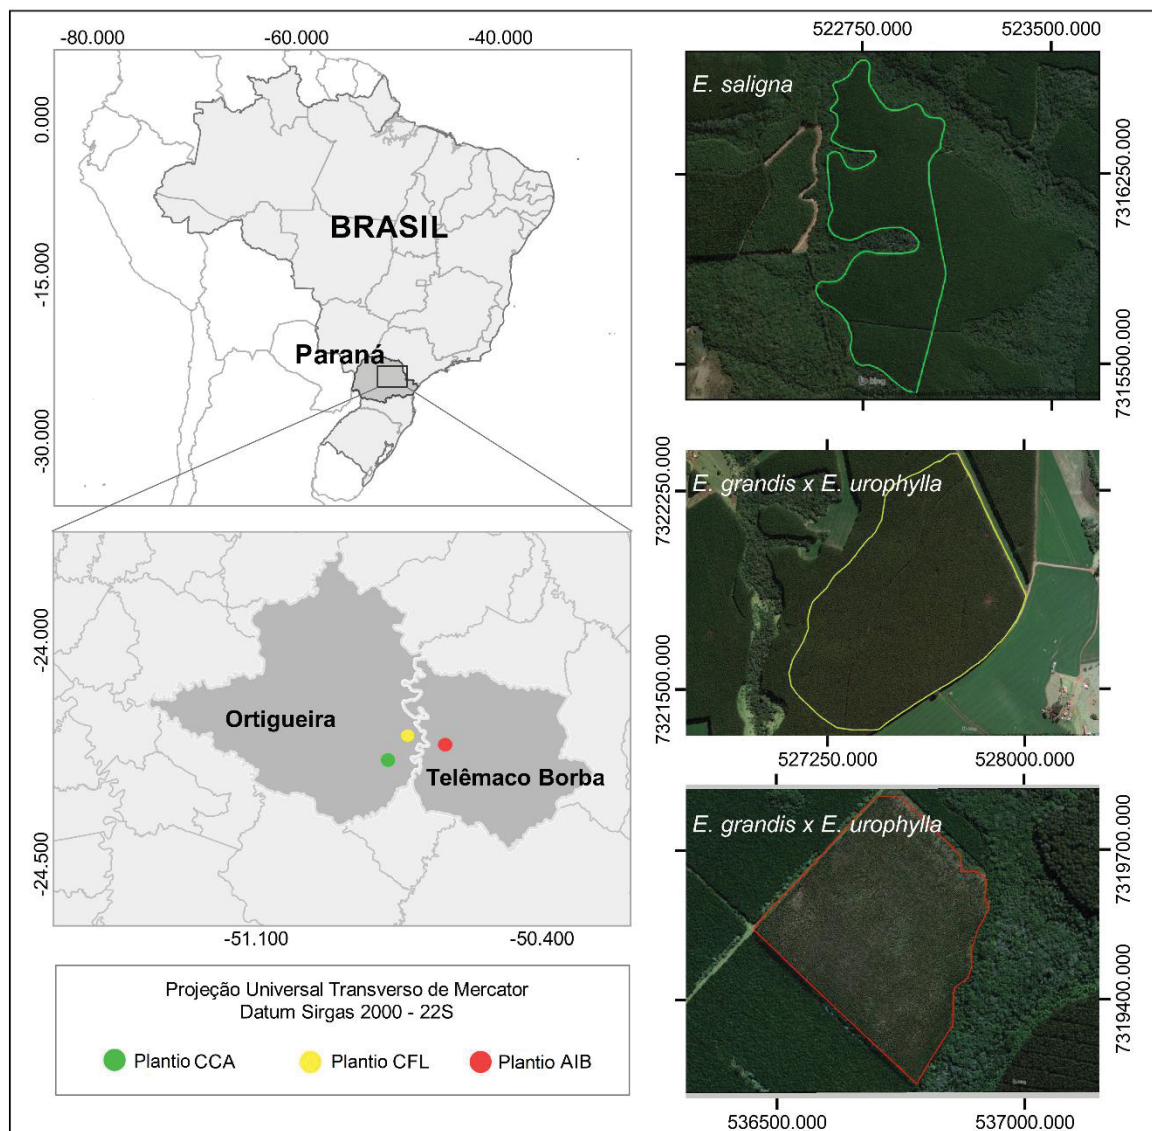 -80.000
-60.000
-40.000
0.000
-15.000
-30.000
BRASIL
Paraná
-24.000
-24.500
Ortigueira
Telêmaco Borba
-51.100
-50.400
Projeção Universal Transverso de Mercator
Datum Sirgas 2000 - 22S
Plantio CCA
Plantio CFL
Plantio AIB
522750.000
523500.000
E. saligna
7316250.000
7315500.000
bing
E. grandis x E. urophylla
7322250.000
7321500.000
527250.000
528000.000
E. grandis x E. urophylla
7319700.000
7319400.000
536500.000
537000.000